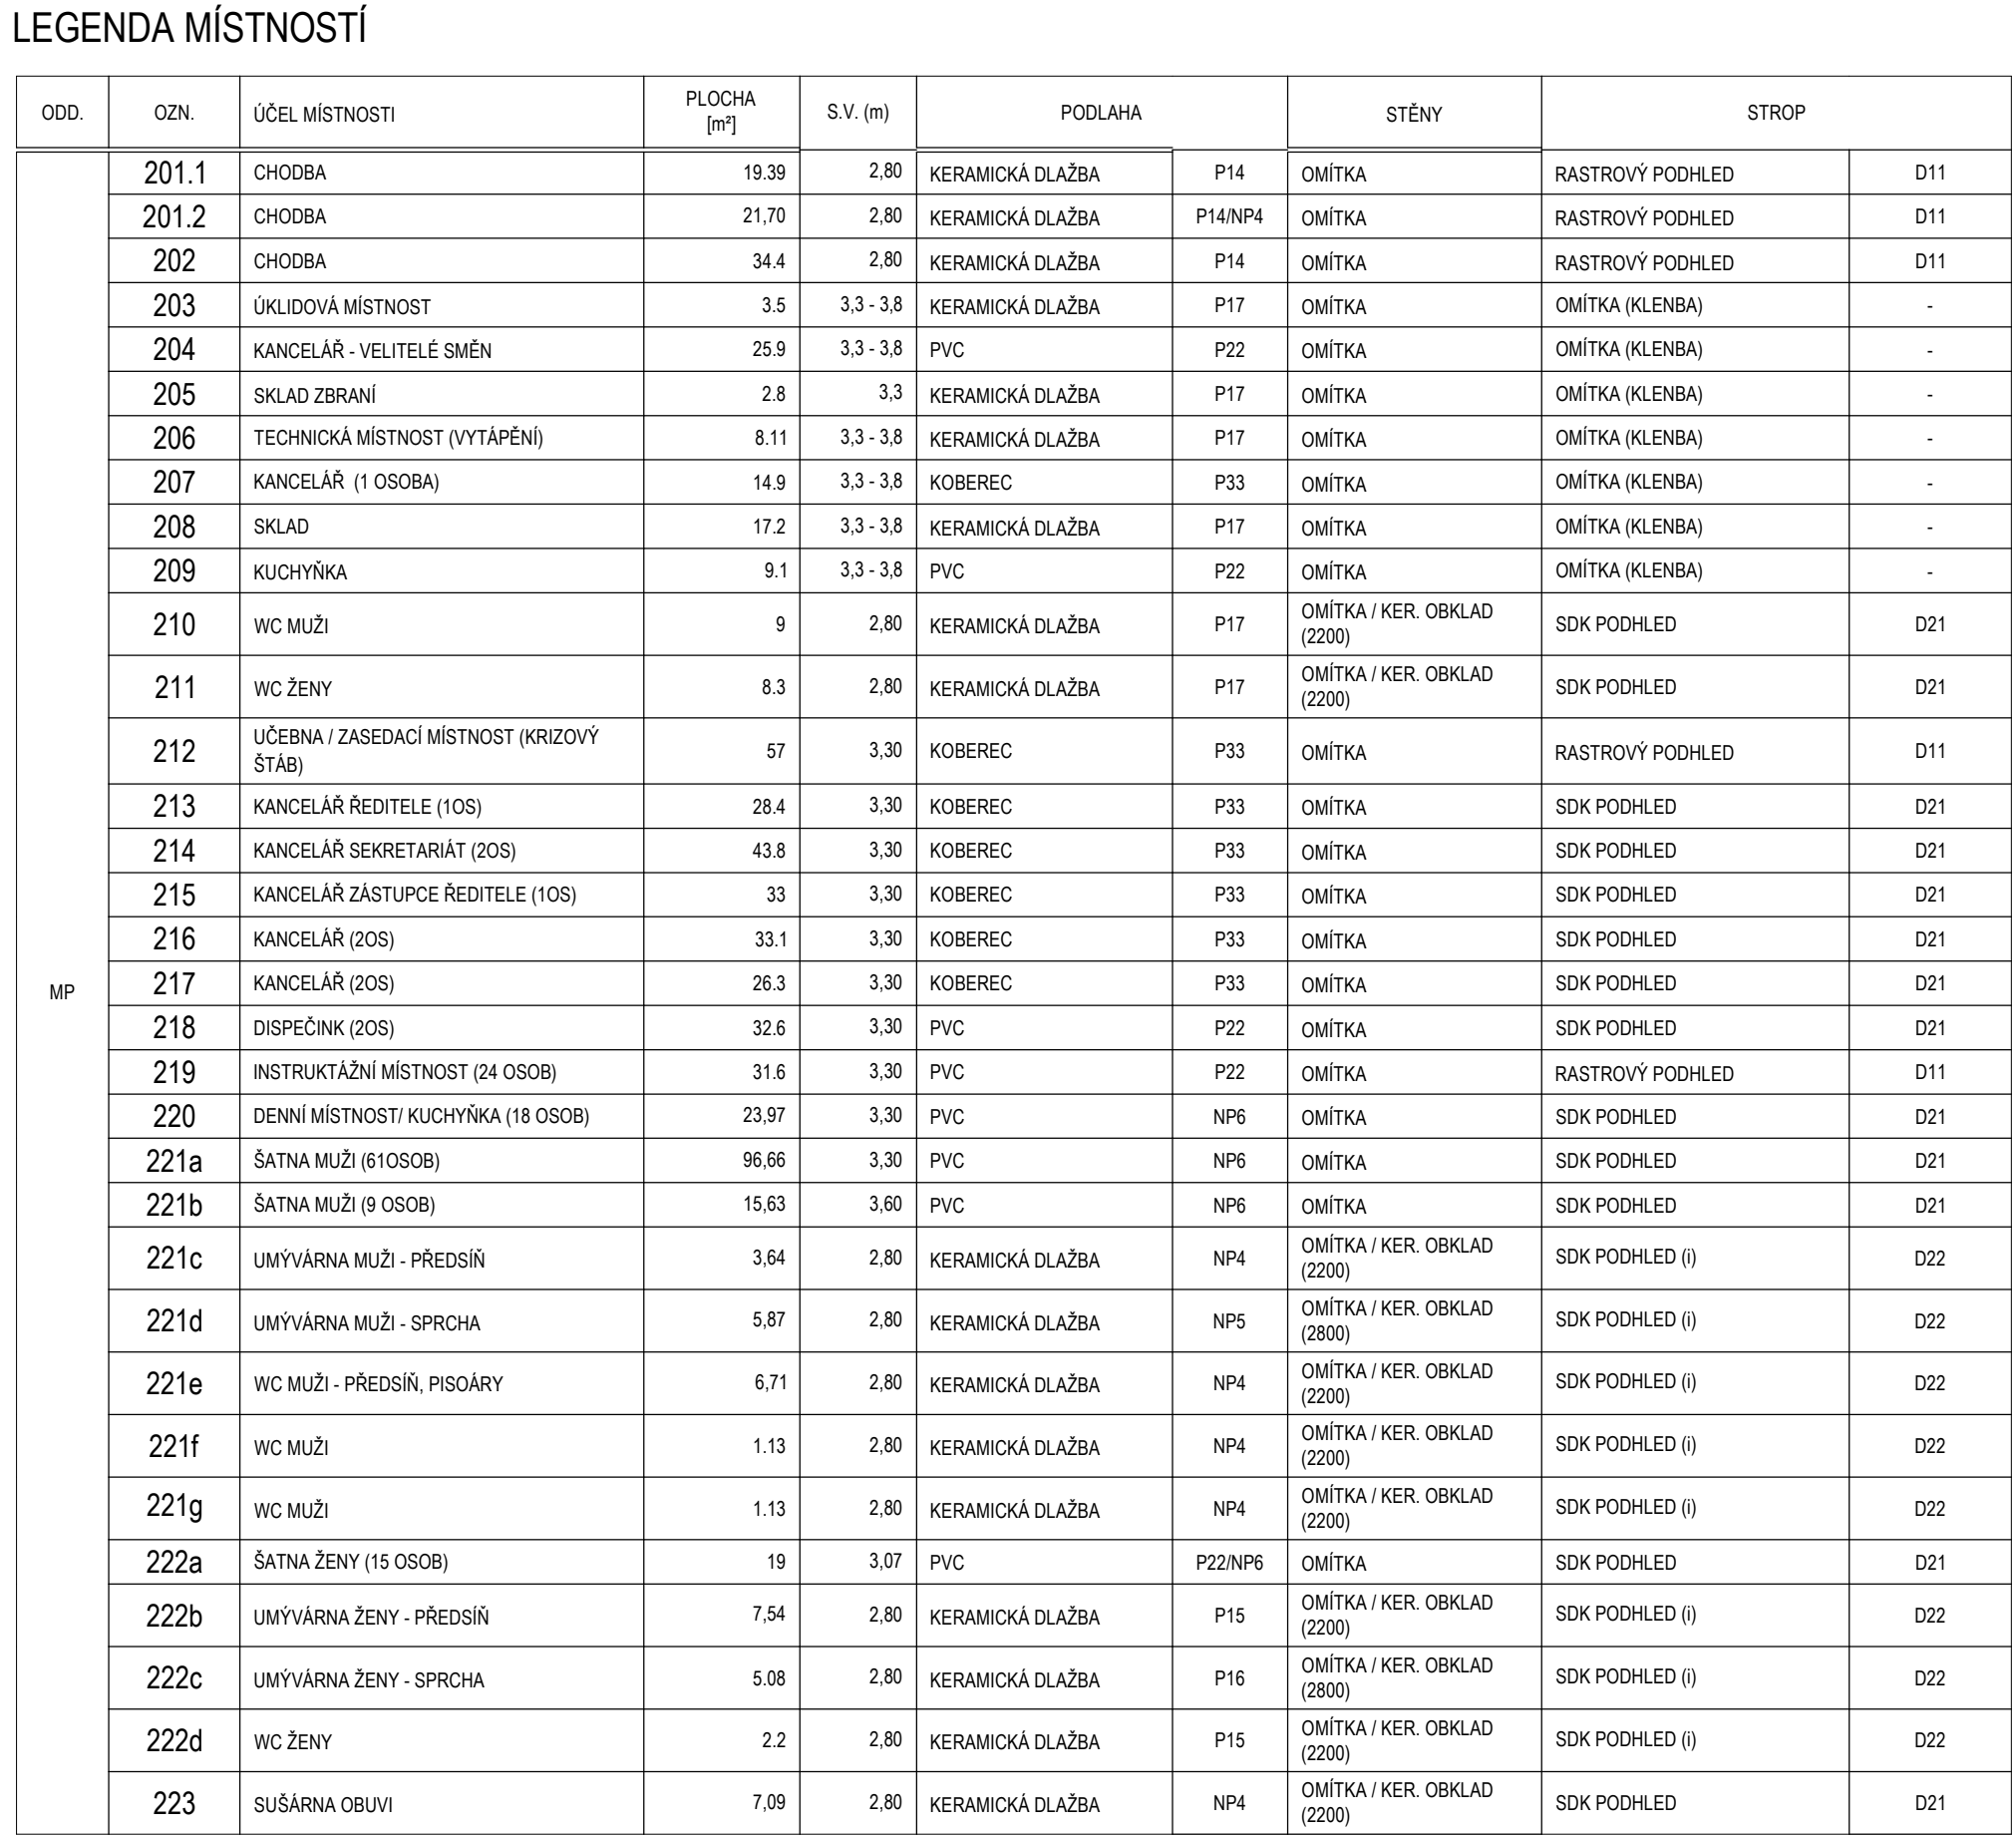 LEGENDA MÍSTNOSTÍ
ODD. OZN. ÚČEL MÍSTNOSTI PLOCHA [m²] S.V. (m) PODLAHA STĚNY STROP
MP
201.1 CHODBA 19.39 2,80 KERAMICKÁ DLAŽBA P14 OMÍTKA RASTROVÝ PODHLED D11
201.2 CHODBA 21,70 2,80 KERAMICKÁ DLAŽBA P14/NP4 OMÍTKA RASTROVÝ PODHLED D11
202 CHODBA 34.4 2,80 KERAMICKÁ DLAŽBA P14 OMÍTKA RASTROVÝ PODHLED D11
203 ÚKLIDOVÁ MÍSTNOST 3.5 3,3 - 3,8 KERAMICKÁ DLAŽBA P17 OMÍTKA OMÍTKA (KLENBA) -
204 KANCELÁŘ - VELITELÉ SMĚN 25.9 3,3 - 3,8 PVC P22 OMÍTKA OMÍTKA (KLENBA) -
205 SKLAD ZBRANÍ 2.8 3,3 KERAMICKÁ DLAŽBA P17 OMÍTKA OMÍTKA (KLENBA) -
206 TECHNICKÁ MÍSTNOST (VYTÁPĚNÍ) 8.11 3,3 - 3,8 KERAMICKÁ DLAŽBA P17 OMÍTKA OMÍTKA (KLENBA) -
207 KANCELÁŘ (1 OSOBA) 14.9 3,3 - 3,8 KOBEREC P33 OMÍTKA OMÍTKA (KLENBA) -
208 SKLAD 17.2 3,3 - 3,8 KERAMICKÁ DLAŽBA P17 OMÍTKA OMÍTKA (KLENBA) -
209 KUCHYŇKA 9.1 3,3 - 3,8 PVC P22 OMÍTKA OMÍTKA (KLENBA) -
210 WC MUŽI 9 2,80 KERAMICKÁ DLAŽBA P17 OMÍTKA / KER. OBKLAD (2200) SDK PODHLED D21
211 WC ŽENY 8.3 2,80 KERAMICKÁ DLAŽBA P17 OMÍTKA / KER. OBKLAD (2200) SDK PODHLED D21
212 UČEBNA / ZASEDACÍ MÍSTNOST (KRIZOVÝ ŠTÁB) 57 3,30 KOBEREC P33 OMÍTKA RASTROVÝ PODHLED D11
213 KANCELÁŘ ŘEDITELE (1OS) 28.4 3,30 KOBEREC P33 OMÍTKA SDK PODHLED D21
214 KANCELÁŘ SEKRETARIÁT (2OS) 43.8 3,30 KOBEREC P33 OMÍTKA SDK PODHLED D21
215 KANCELÁŘ ZÁSTUPCE ŘEDITELE (1OS) 33 3,30 KOBEREC P33 OMÍTKA SDK PODHLED D21
216 KANCELÁŘ (2OS) 33.1 3,30 KOBEREC P33 OMÍTKA SDK PODHLED D21
217 KANCELÁŘ (2OS) 26.3 3,30 KOBEREC P33 OMÍTKA SDK PODHLED D21
218 DISPEČINK (2OS) 32.6 3,30 PVC P22 OMÍTKA SDK PODHLED D21
219 INSTRUKTÁŽNÍ MÍSTNOST (24 OSOB) 31.6 3,30 PVC P22 OMÍTKA RASTROVÝ PODHLED D11
220 DENNÍ MÍSTNOST/ KUCHYŇKA (18 OSOB) 23,97 3,30 PVC NP6 OMÍTKA SDK PODHLED D21
221a ŠATNA MUŽI (61OSOB) 96,66 3,30 PVC NP6 OMÍTKA SDK PODHLED D21
221b ŠATNA MUŽI (9 OSOB) 15,63 3,60 PVC NP6 OMÍTKA SDK PODHLED D21
221c UMÝVÁRNA MUŽI - PŘEDSÍŇ 3,64 2,80 KERAMICKÁ DLAŽBA NP4 OMÍTKA / KER. OBKLAD (2200) SDK PODHLED (i) D22
221d UMÝVÁRNA MUŽI - SPRCHA 5,87 2,80 KERAMICKÁ DLAŽBA NP5 OMÍTKA / KER. OBKLAD (2800) SDK PODHLED (i) D22
221e WC MUŽI - PŘEDSÍŇ, PISOÁRY 6,71 2,80 KERAMICKÁ DLAŽBA NP4 OMÍTKA / KER. OBKLAD (2200) SDK PODHLED (i) D22
221f WC MUŽI 1.13 2,80 KERAMICKÁ DLAŽBA NP4 OMÍTKA / KER. OBKLAD (2200) SDK PODHLED (i) D22
221g WC MUŽI 1.13 2,80 KERAMICKÁ DLAŽBA NP4 OMÍTKA / KER. OBKLAD (2200) SDK PODHLED (i) D22
222a ŠATNA ŽENY (15 OSOB) 19 3,07 PVC P22/NP6 OMÍTKA SDK PODHLED D21
222b UMÝVÁRNA ŽENY - PŘEDSÍŇ 7,54 2,80 KERAMICKÁ DLAŽBA P15 OMÍTKA / KER. OBKLAD (2200) SDK PODHLED (i) D22
222c UMÝVÁRNA ŽENY - SPRCHA 5.08 2,80 KERAMICKÁ DLAŽBA P16 OMÍTKA / KER. OBKLAD (2800) SDK PODHLED (i) D22
222d WC ŽENY 2.2 2,80 KERAMICKÁ DLAŽBA P15 OMÍTKA / KER. OBKLAD (2200) SDK PODHLED (i) D22
223 SUŠÁRNA OBUVI 7,09 2,80 KERAMICKÁ DLAŽBA NP4 OMÍTKA / KER. OBKLAD (2200) SDK PODHLED D21